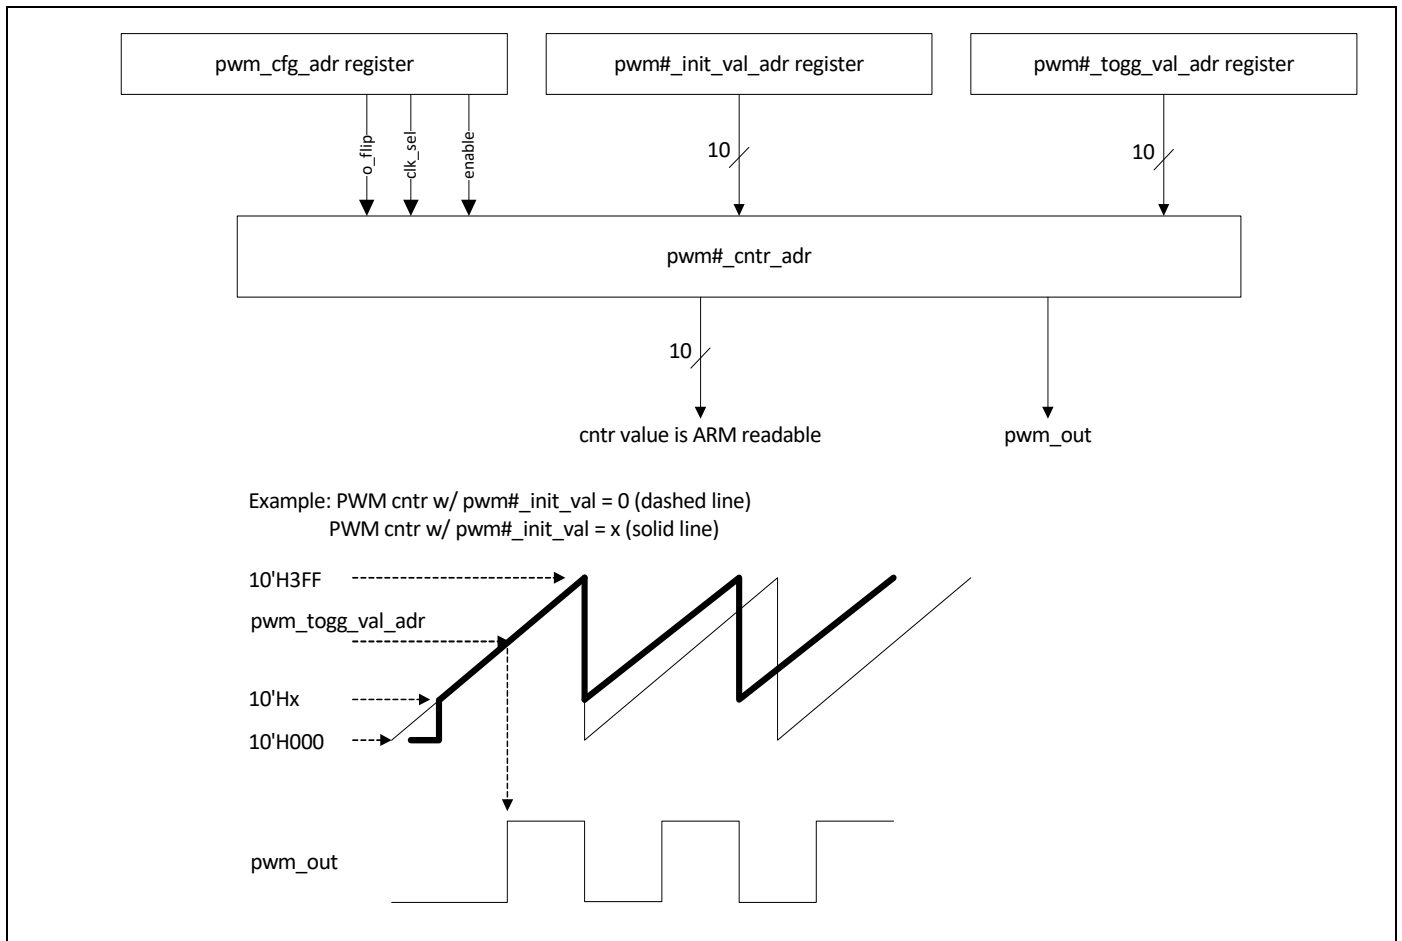 pwm_cfg_adr register
pwm#_init_val_adr register
pwm#_togg_val_adr register
o_flip
clk_sel
enable
10
10
pwm#_cntr_adr
10
cntr value is ARM readable
pwm_out
Example: PWM cntr w/ pwm#_init_val = 0 (dashed line)
PWM cntr w/ pwm#_init_val = x (solid line)
10'H3FF
pwm_togg_val_adr
10'Hx
10'H000
pwm_out